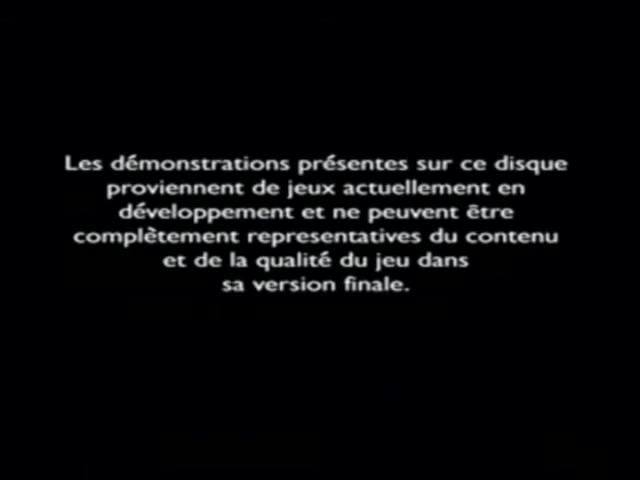 Les démonstrations présentes sur ce disque
proviennent de jeux actuellement en
développement et ne peuvent être
complètement representatives du contenu
et de la qualité du jeu dans
sa version finale.